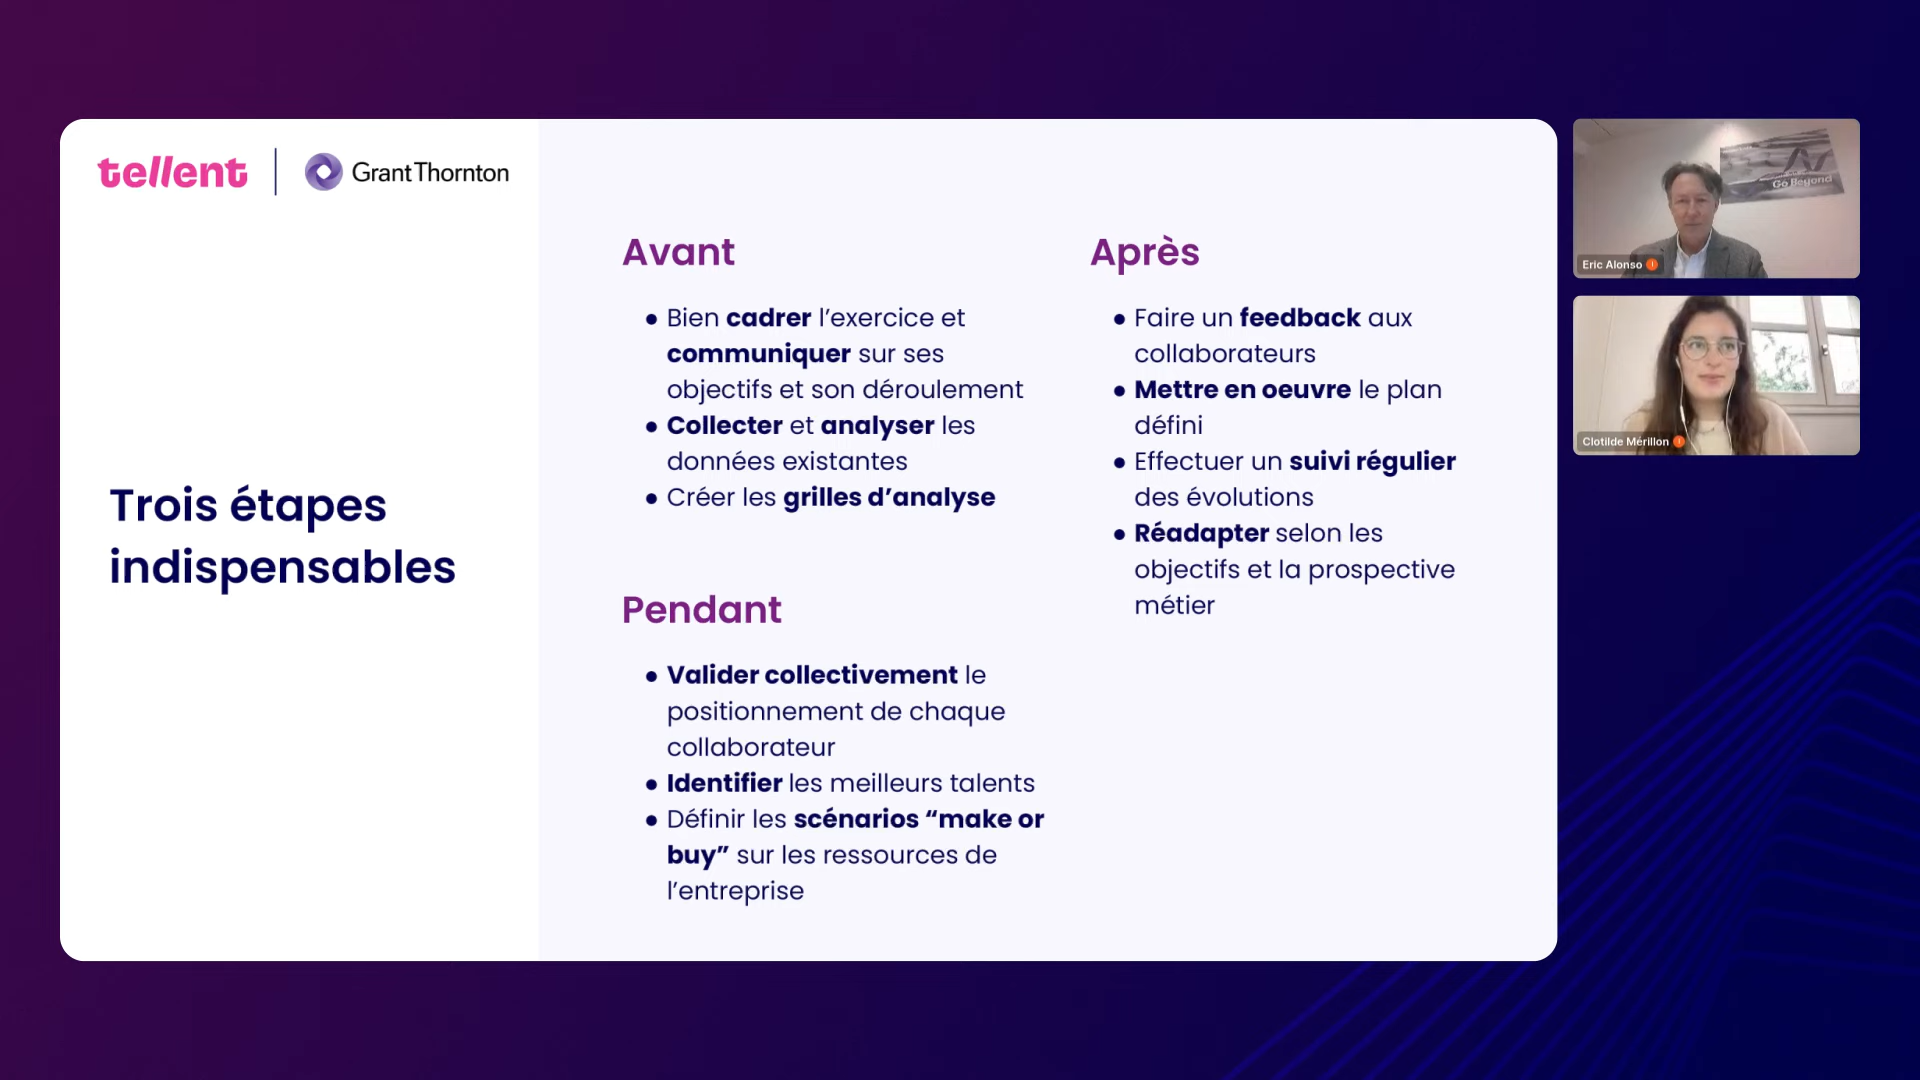 tellent
Grant Thornton
Trois étapes
indispensables
Avant
● Bien cadrer l’exercice et
communiquer sur ses
objectifs et son déroulement
● Collecter et analyser les
données existantes
● Créer les grilles d’analyse
Pendant
● Valider collectivement le
positionnement de chaque
collaborateur
● Identifier les meilleurs talents
● Définir les scénarios “make or
buy” sur les ressources de
l’entreprise
Après
● Faire un feedback aux
collaborateurs
● Mettre en oeuvre le plan
défini
● Effectuer un suivi régulier
des évolutions
● Réadapter selon les
objectifs et la prospective
métier
Go Beyond
Eric Alonso
Clotilde Mérillon